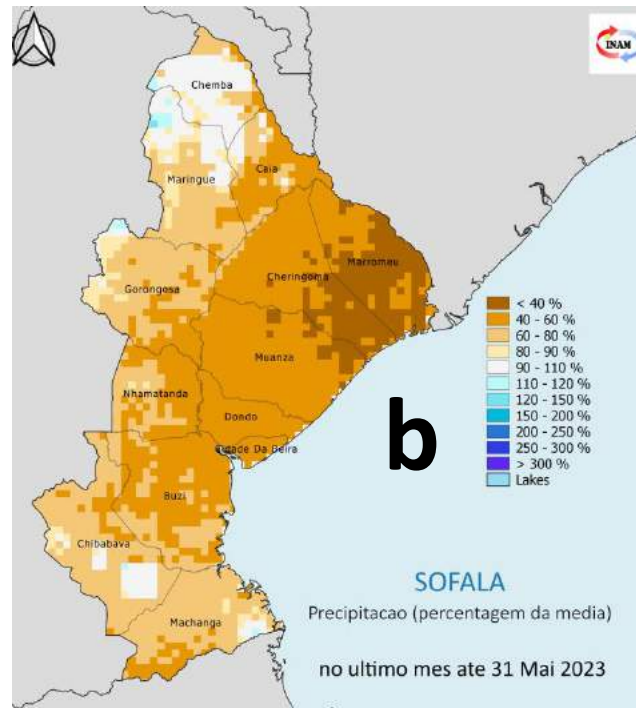 INAM
Chemba
Maringue
Caia
Marromeu
Cheringoma
Gorongosa
Muanza
Nhamatanda
Dondo
Cidade Da Beira
Buzi
Chibabava
Machanga
< 40 %
40 - 60 %
60 - 80 %
80 - 90 %
90 - 110 %
110 - 120 %
120 - 150 %
150 - 200 %
200 - 250 %
250 - 300 %
> 300 %
Lakes
b
SOFALA
Precipitacao (percentagem da media)
no ultimo mes ate 31 Mai 2023